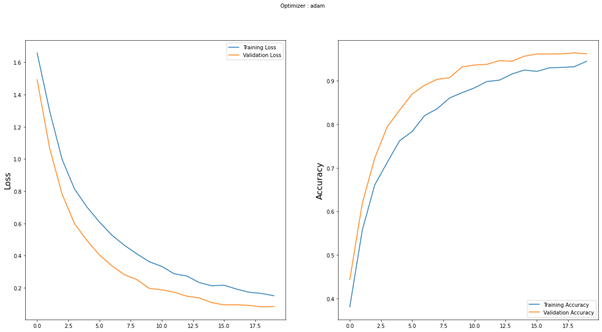 Optimizer : adam
Training Loss
Validation Loss
Loss
1.6
1.4
1.2
1.0
0.8
0.6
0.4
0.2
0.0 2.5 5.0 7.5 10.0 12.5 15.0 17.5
Accuracy
0.9
0.8
0.7
0.6
0.5
0.4
Training Accuracy
Validation Accuracy
0.0 2.5 5.0 7.5 10.0 12.5 15.0 17.5